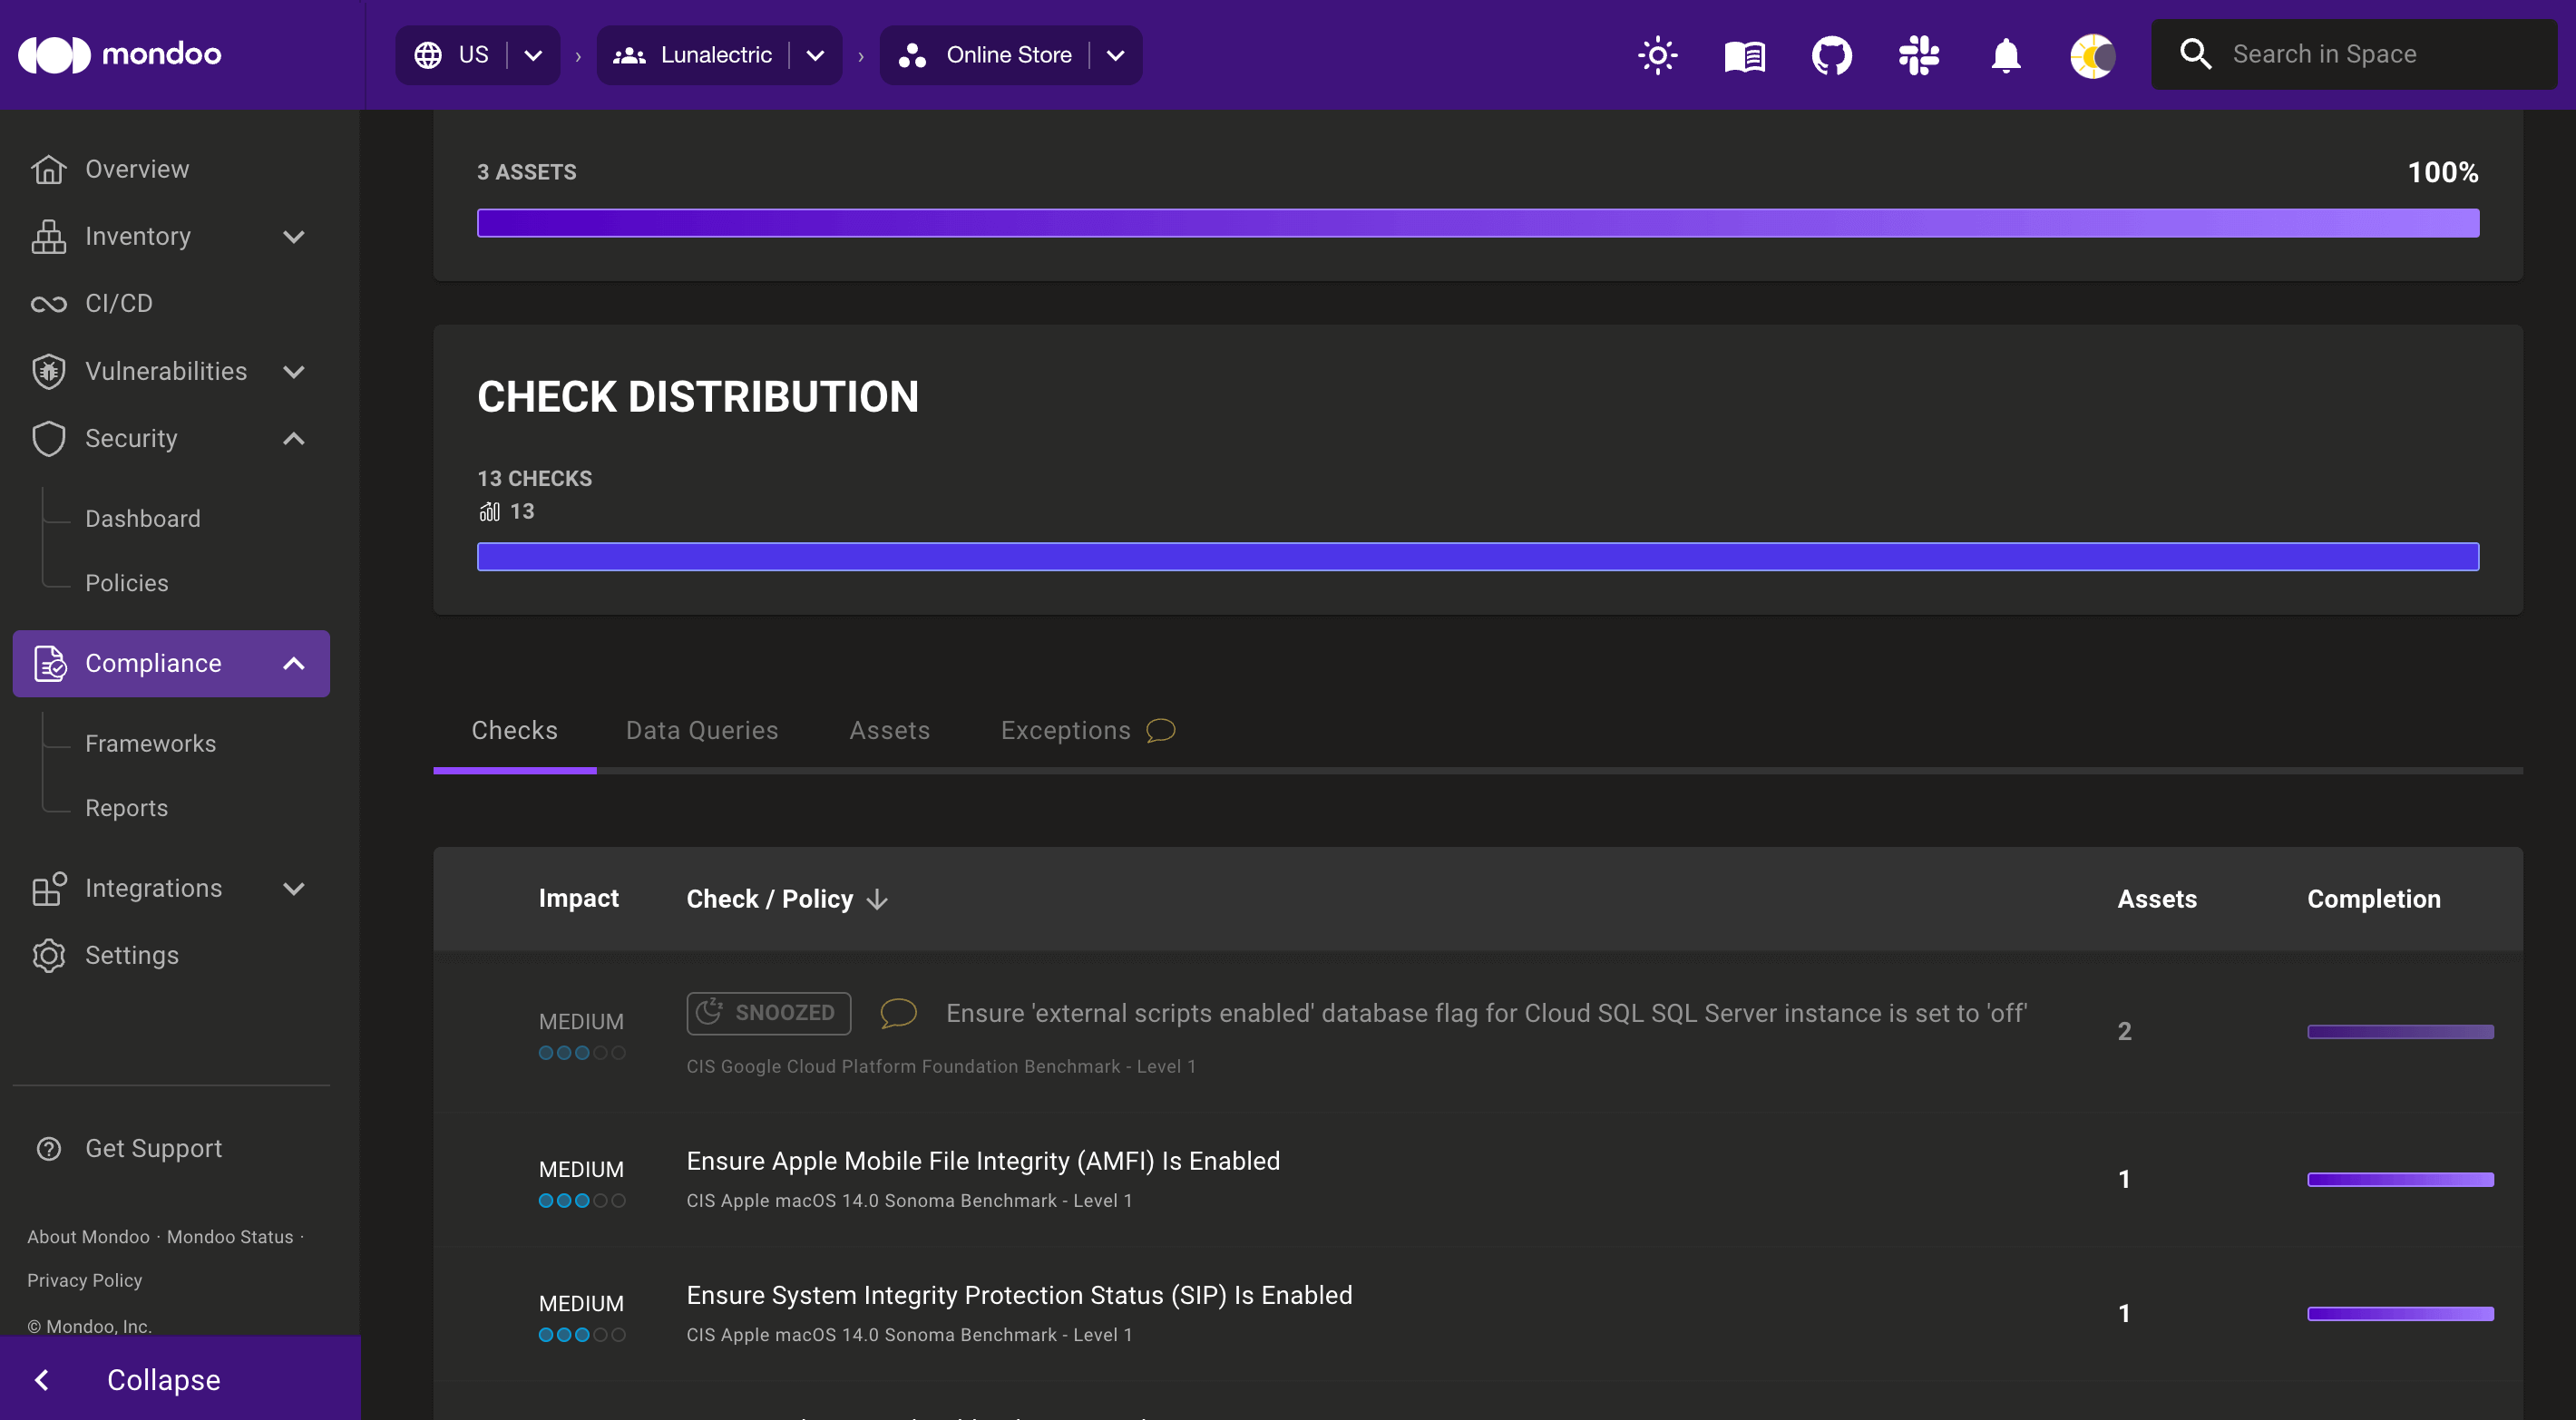 mondoo
US
Lunalectric
Online Store
Search in Space
Overview
Inventory
CI/CD
Vulnerabilities
Security
Dashboard
Policies
Compliance
Frameworks
Reports
Integrations
Settings
Get Support
About Mondoo · Mondoo Status ·
Privacy Policy
© Mondoo, Inc.
Collapse
3 ASSETS
100%
CHECK DISTRIBUTION
13 CHECKS
13
Checks
Data Queries
Assets
Exceptions
Impact
Check / Policy
Assets
Completion
MEDIUM
SNOOZED
Ensure 'external scripts enabled' database flag for Cloud SQL SQL Server instance is set to 'off'
CIS Google Cloud Platform Foundation Benchmark - Level 1
2
MEDIUM
Ensure Apple Mobile File Integrity (AMFI) Is Enabled
CIS Apple macOS 14.0 Sonoma Benchmark - Level 1
1
MEDIUM
Ensure System Integrity Protection Status (SIP) Is Enabled
CIS Apple macOS 14.0 Sonoma Benchmark - Level 1
1